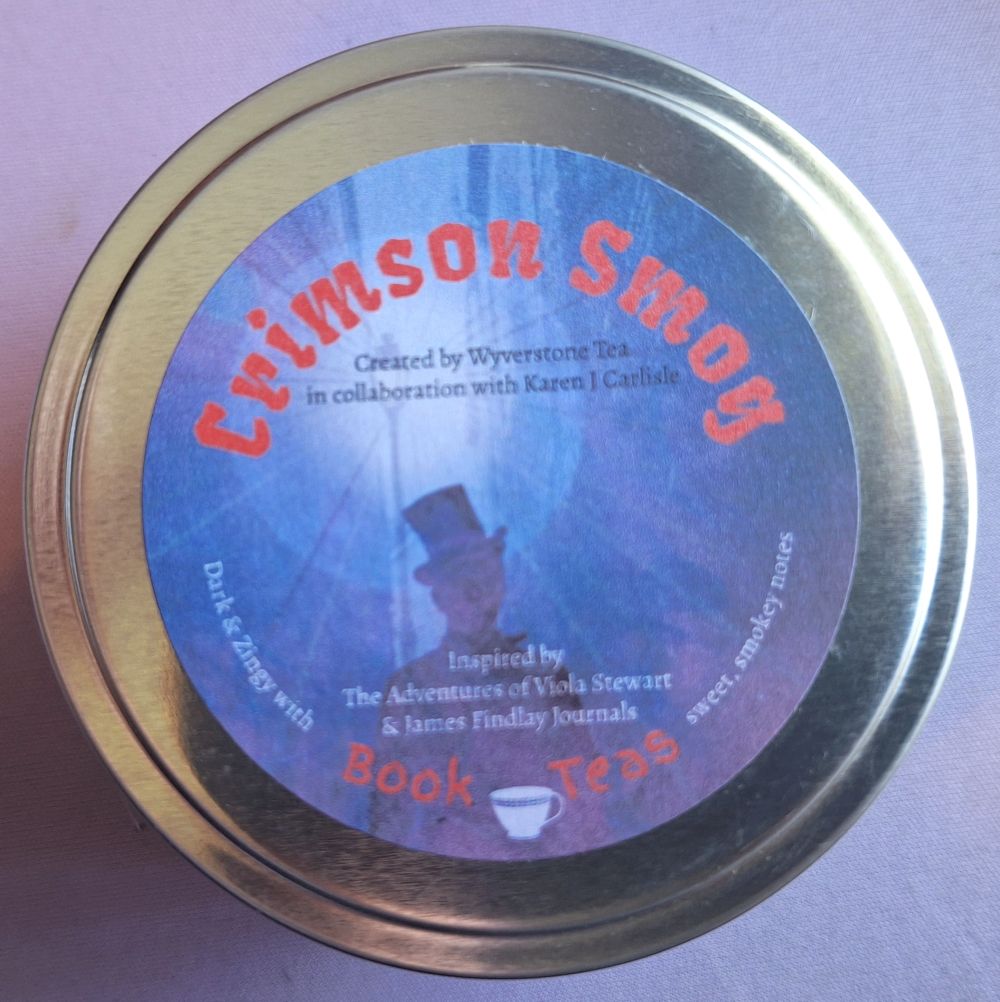 Crimson Smog
Created by Wyverstone Tea
in collaboration with Karen J Carlisle
Dark & Zingy with
sweet, smokey notes
Inspired by
The Adventures of Viola Stewart
& James Findlay Journals
Book Teas